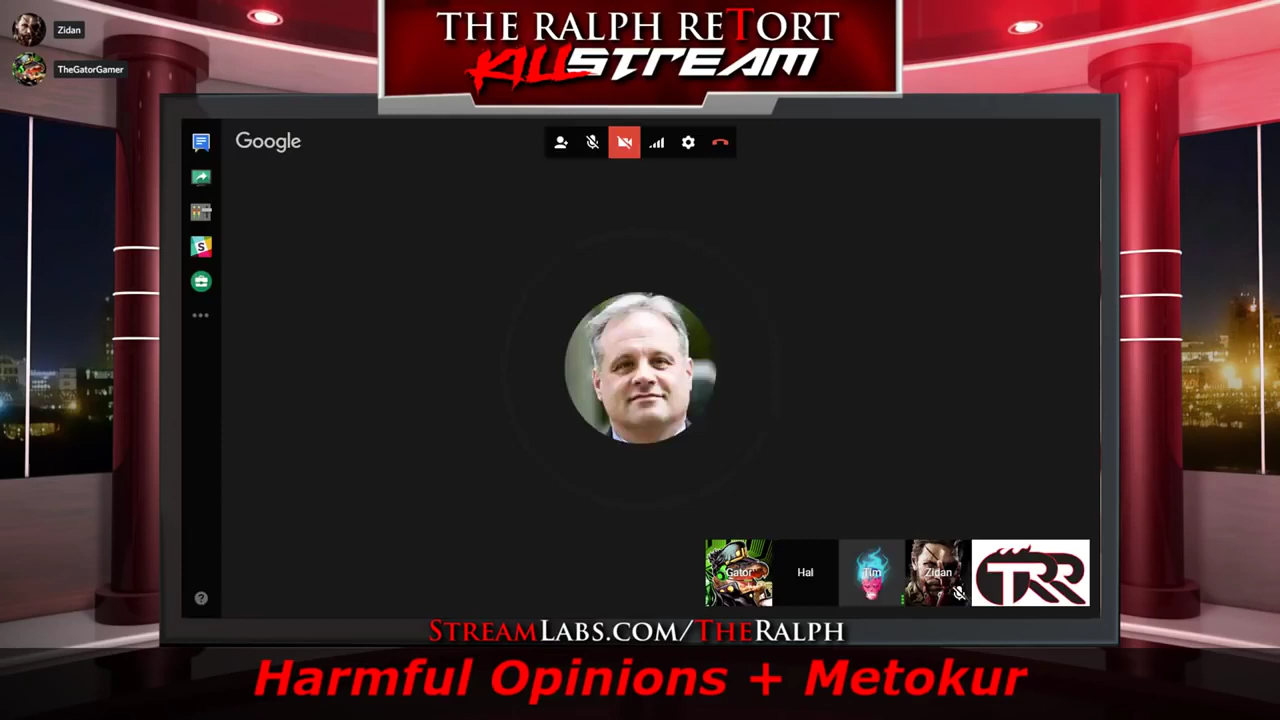 Zidan
TheGatorGamer
THE RALPH RETORT
KILLSTREAM
Google
S
Gator
Hal
Tim
Zidan
TRR
?
STREAMLABS.COM/THERALPH
Harmful Opinions + Metokur